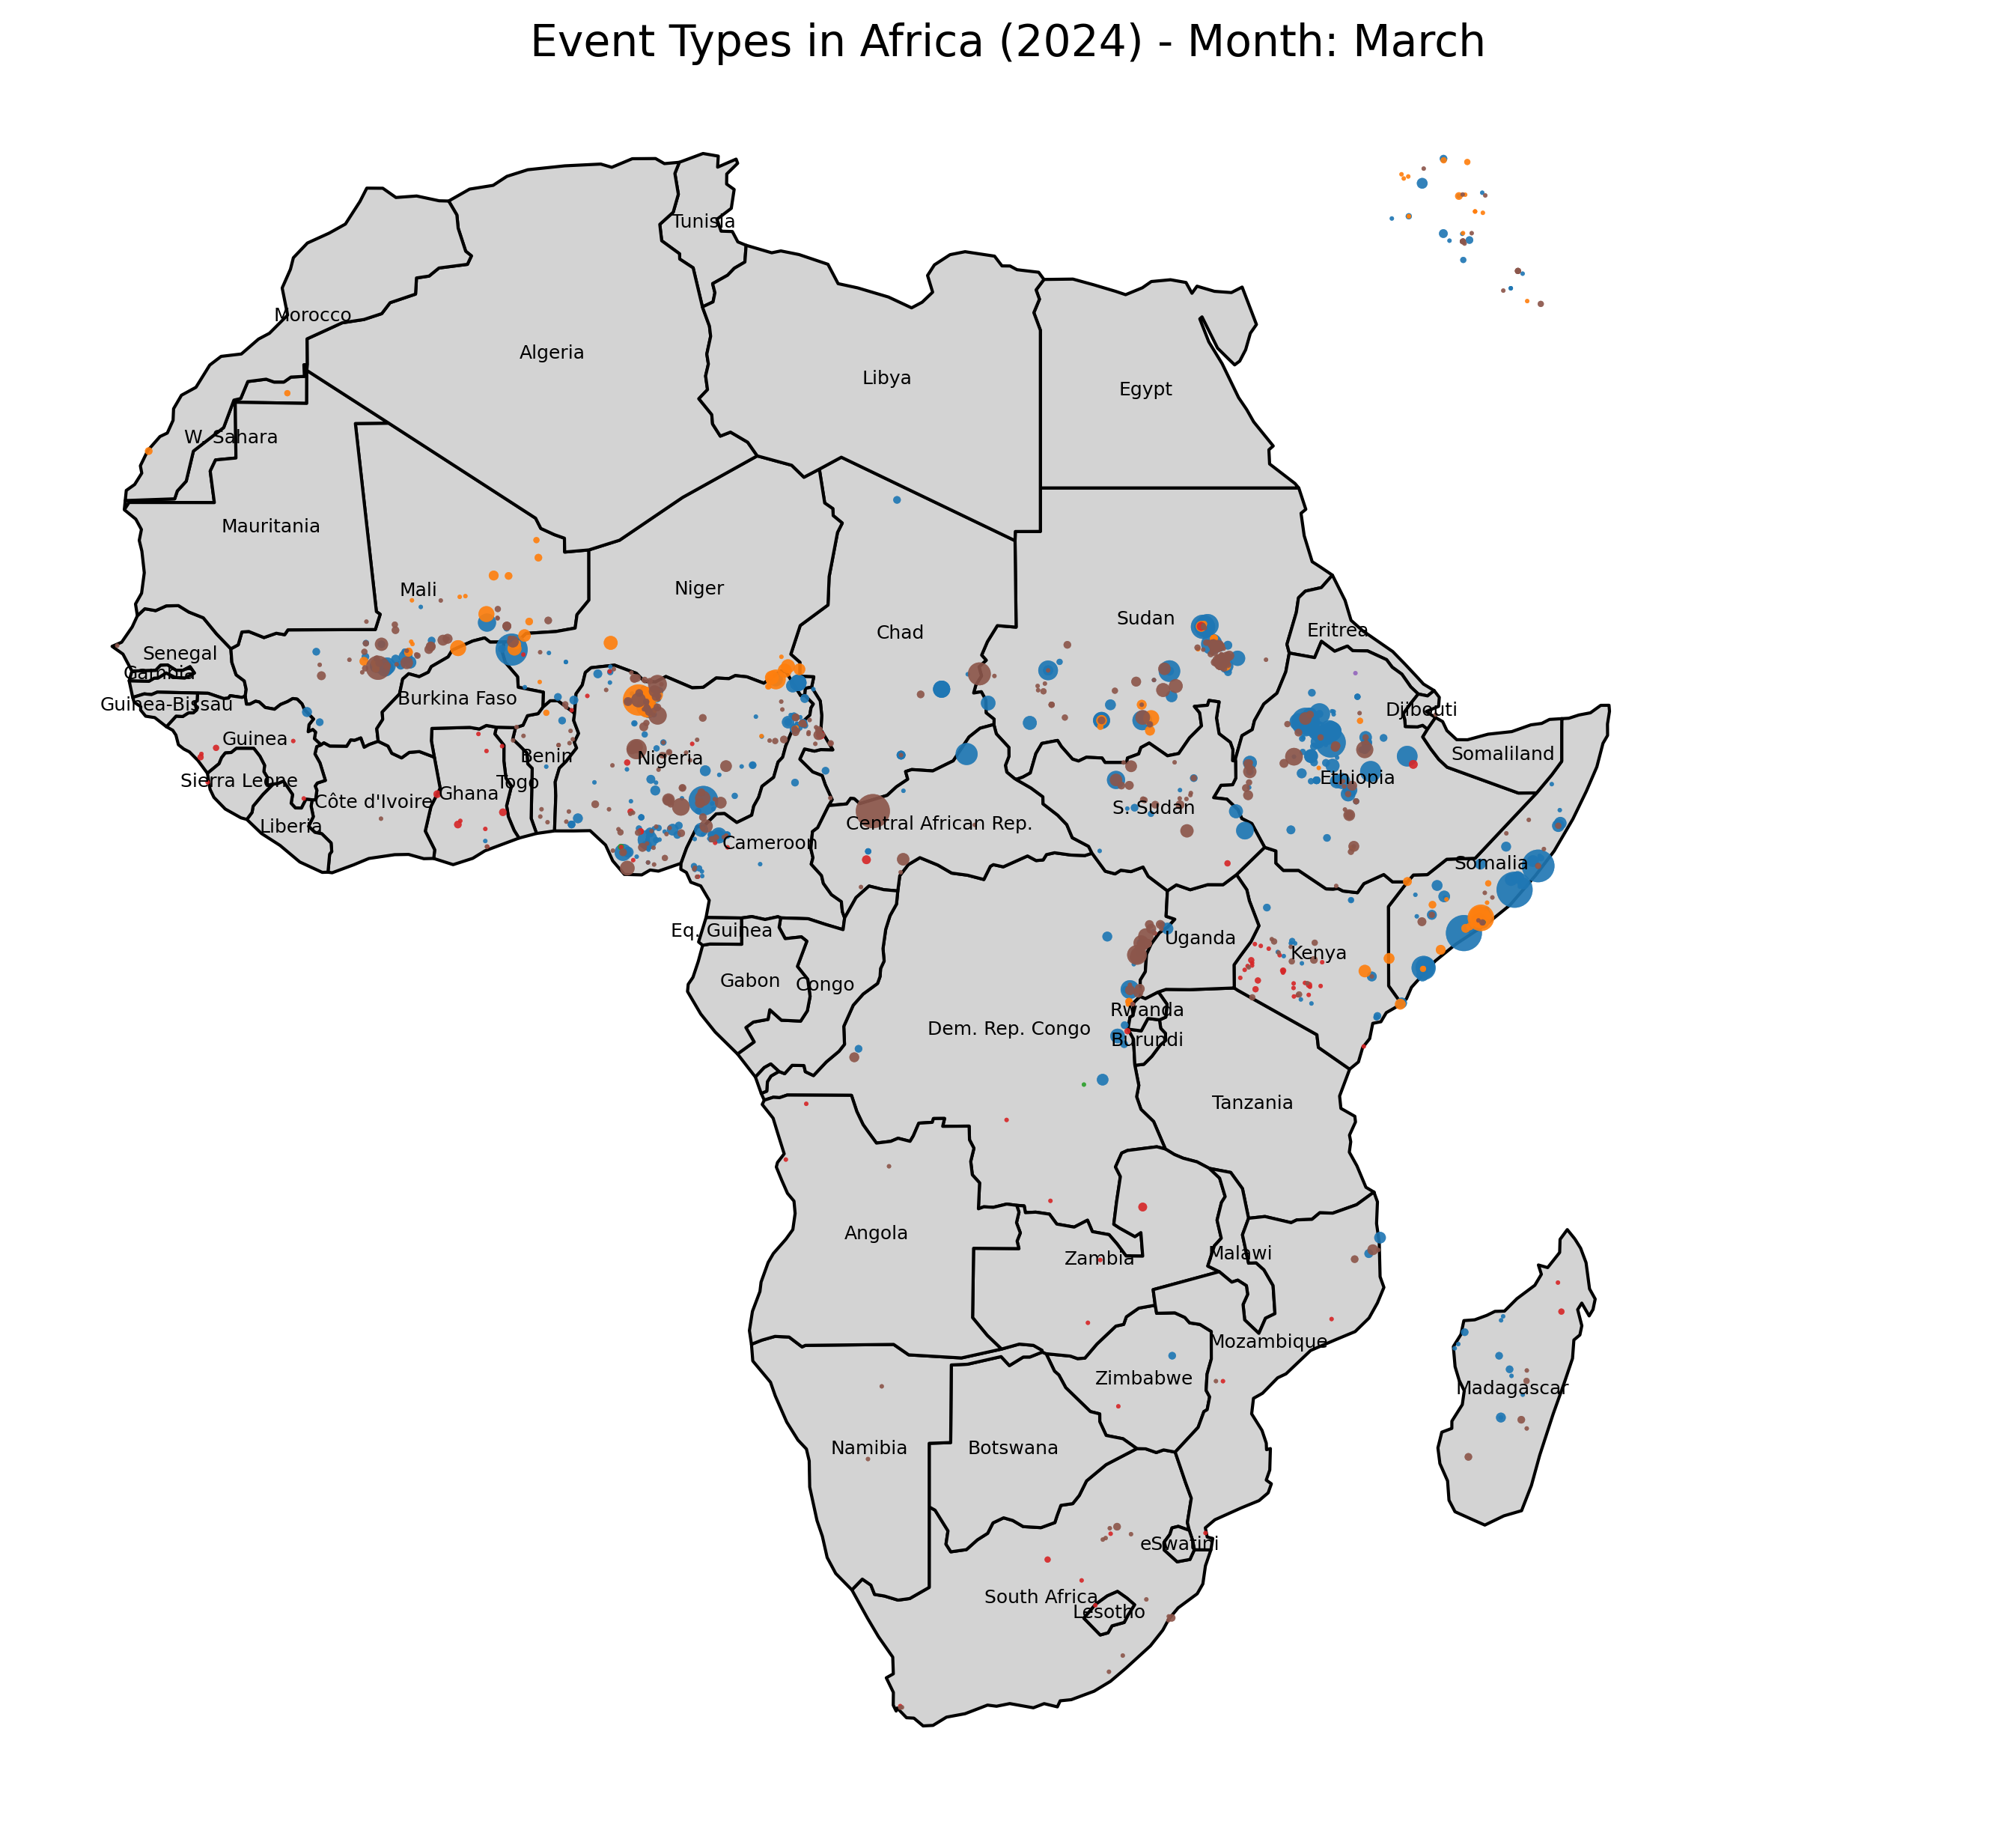 Event Types in Africa (2024) - Month: March
Tunisia
Morocco
Algeria
Libya
Egypt
W. Sahara
Mauritania
Mali
Niger
Chad
Sudan
Eritrea
Senegal
Gambia
Guinea-Bissau
Burkina Faso
Djibouti
Guinea
Benin
Nigeria
Somaliland
Sierra Leone
Togo
Ethiopia
Côte d'Ivoire
Ghana
S. Sudan
Liberia
Central African Rep.
Cameroon
Somalia
Eq. Guinea
Uganda
Kenya
Gabon
Congo
Rwanda
Dem. Rep. Congo
Burundi
Tanzania
Angola
Zambia
Malawi
Mozambique
Zimbabwe
Madagascar
Namibia
Botswana
eSwatini
South Africa
Lesotho